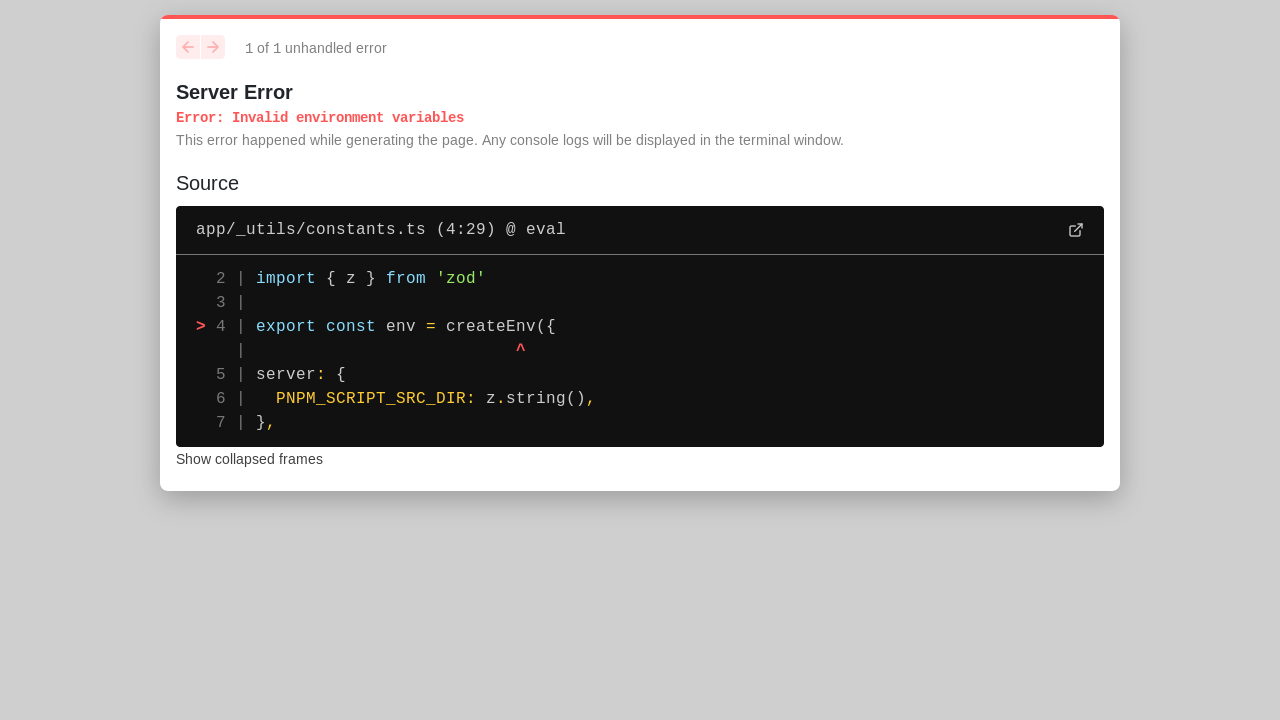 1 of 1 unhandled error
Server Error
Error: Invalid environment variables
This error happened while generating the page. Any console logs will be displayed in the terminal window.
Source
app/_utils/constants.ts (4:29) @ eval
2 | import { z } from 'zod'
3 |
> 4 | export const env = createEnv({
| ^
5 | server: {
6 |   PNPM_SCRIPT_SRC_DIR: z.string(),
7 | },
Show collapsed frames